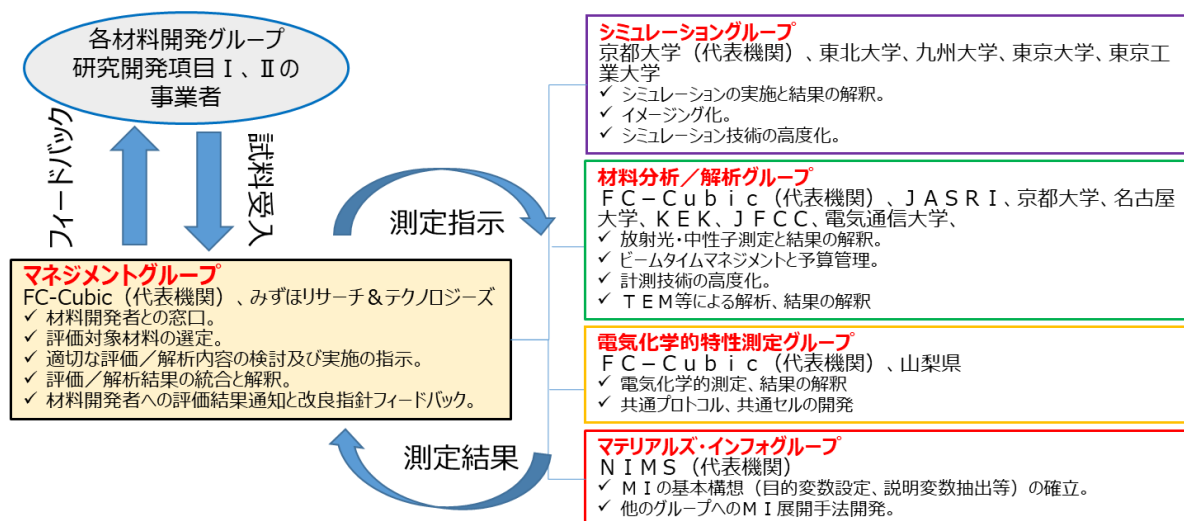 各材料開発グループ
研究開発項目Ⅰ、Ⅱの
事業者
フィードバック
試料受入
マネジメントグループ
FC-Cubic（代表機関）、みずほリサーチ＆テクノロジーズ
✓ 材料開発者との窓口。
✓ 評価対象材料の選定。
✓ 適切な評価／解析内容の検討及び実施の指示。
✓ 評価／解析結果の統合と解釈。
✓ 材料開発者への評価結果通知と改良指針フィードバック。
測定指示
測定結果
シミュレーショングループ
京都大学（代表機関）、東北大学、九州大学、東京大学、東京工
業大学
✓ シミュレーションの実施と結果の解釈。
✓ イメージング化。
✓ シミュレーション技術の高度化。
材料分析／解析グループ
ＦＣ－Ｃｕｂｉｃ（代表機関）、ＪＡＳＲＩ、京都大学、名古屋
大学、ＫＥＫ、ＪＦＣＣ、電気通信大学、
✓ 放射光・中性子測定と結果の解釈。
✓ ビームタイムマネジメントと予算管理。
✓ 計測技術の高度化。
✓ ＴＥＭ等による解析、結果の解釈
電気化学的特性測定グループ
ＦＣ－Ｃｕｂｉｃ（代表機関）、山梨県
✓ 電気化学的測定、結果の解釈
✓ 共通プロトコル、共通セルの開発
マテリアルズ・インフォグループ
ＮＩＭＳ（代表機関）
✓ ＭＩの基本構想（目的変数設定、説明変数抽出等）の確立。
✓ 他のグループへのＭＩ展開手法開発。